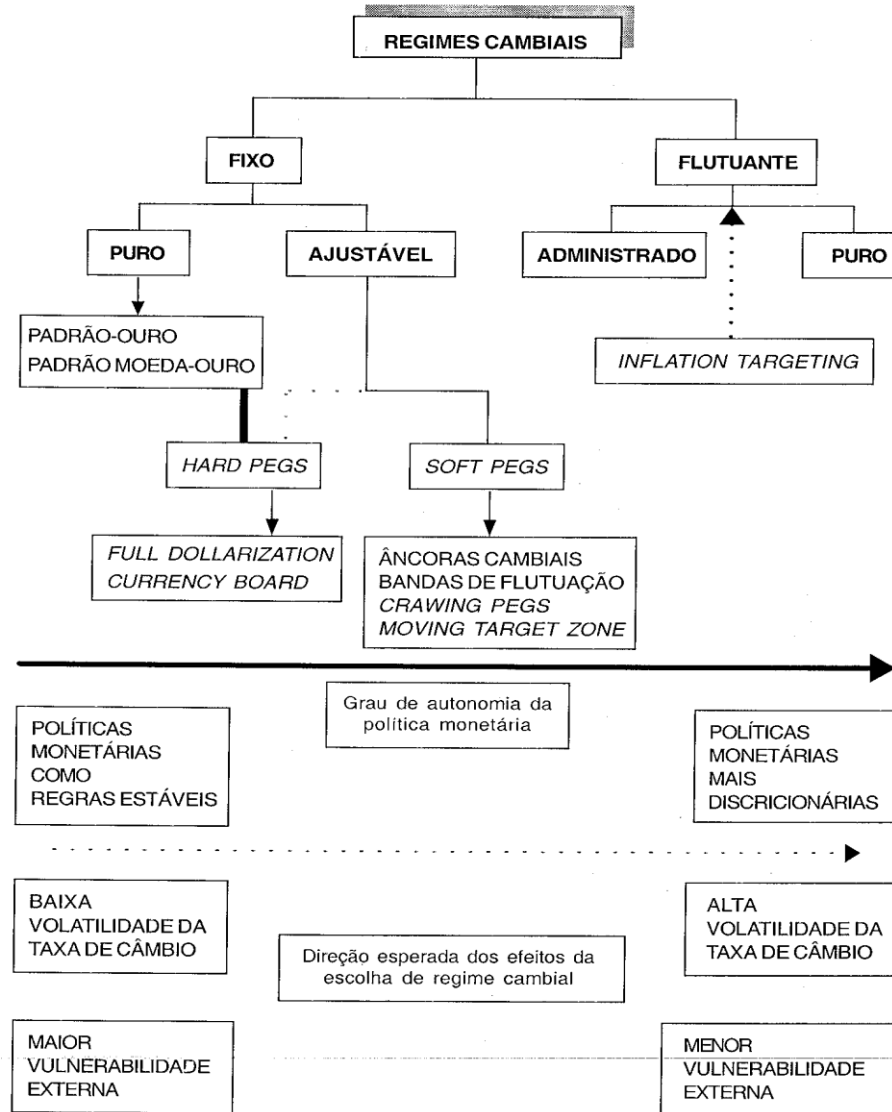 REGIMES CAMBIAIS
FIXO
FLUTUANTE
PURO
AJUSTÁVEL
ADMINISTRADO
PURO
PADRÃO-OURO
PADRÃO MOEDA-OURO
INFLATION TARGETING
HARD PEGS
SOFT PEGS
FULL DOLLARIZATION
CURRENCY BOARD
ÂNCORAS CAMBIAIS
BANDAS DE FLUTUAÇÃO
CRAWING PEGS
MOVING TARGET ZONE
Grau de autonomia da
política monetária
POLÍTICAS
MONETÁRIAS
COMO
REGRAS ESTÁVEIS
POLÍTICAS
MONETÁRIAS
MAIS
DISCRICIONÁRIAS
BAIXA
VOLATILIDADE DA
TAXA DE CÂMBIO
ALTA
VOLATILIDADE DA
TAXA DE CÂMBIO
Direção esperada dos efeitos da
escolha de regime cambial
MAIOR
VULNERABILIDADE
EXTERNA
MENOR
VULNERABILIDADE
EXTERNA